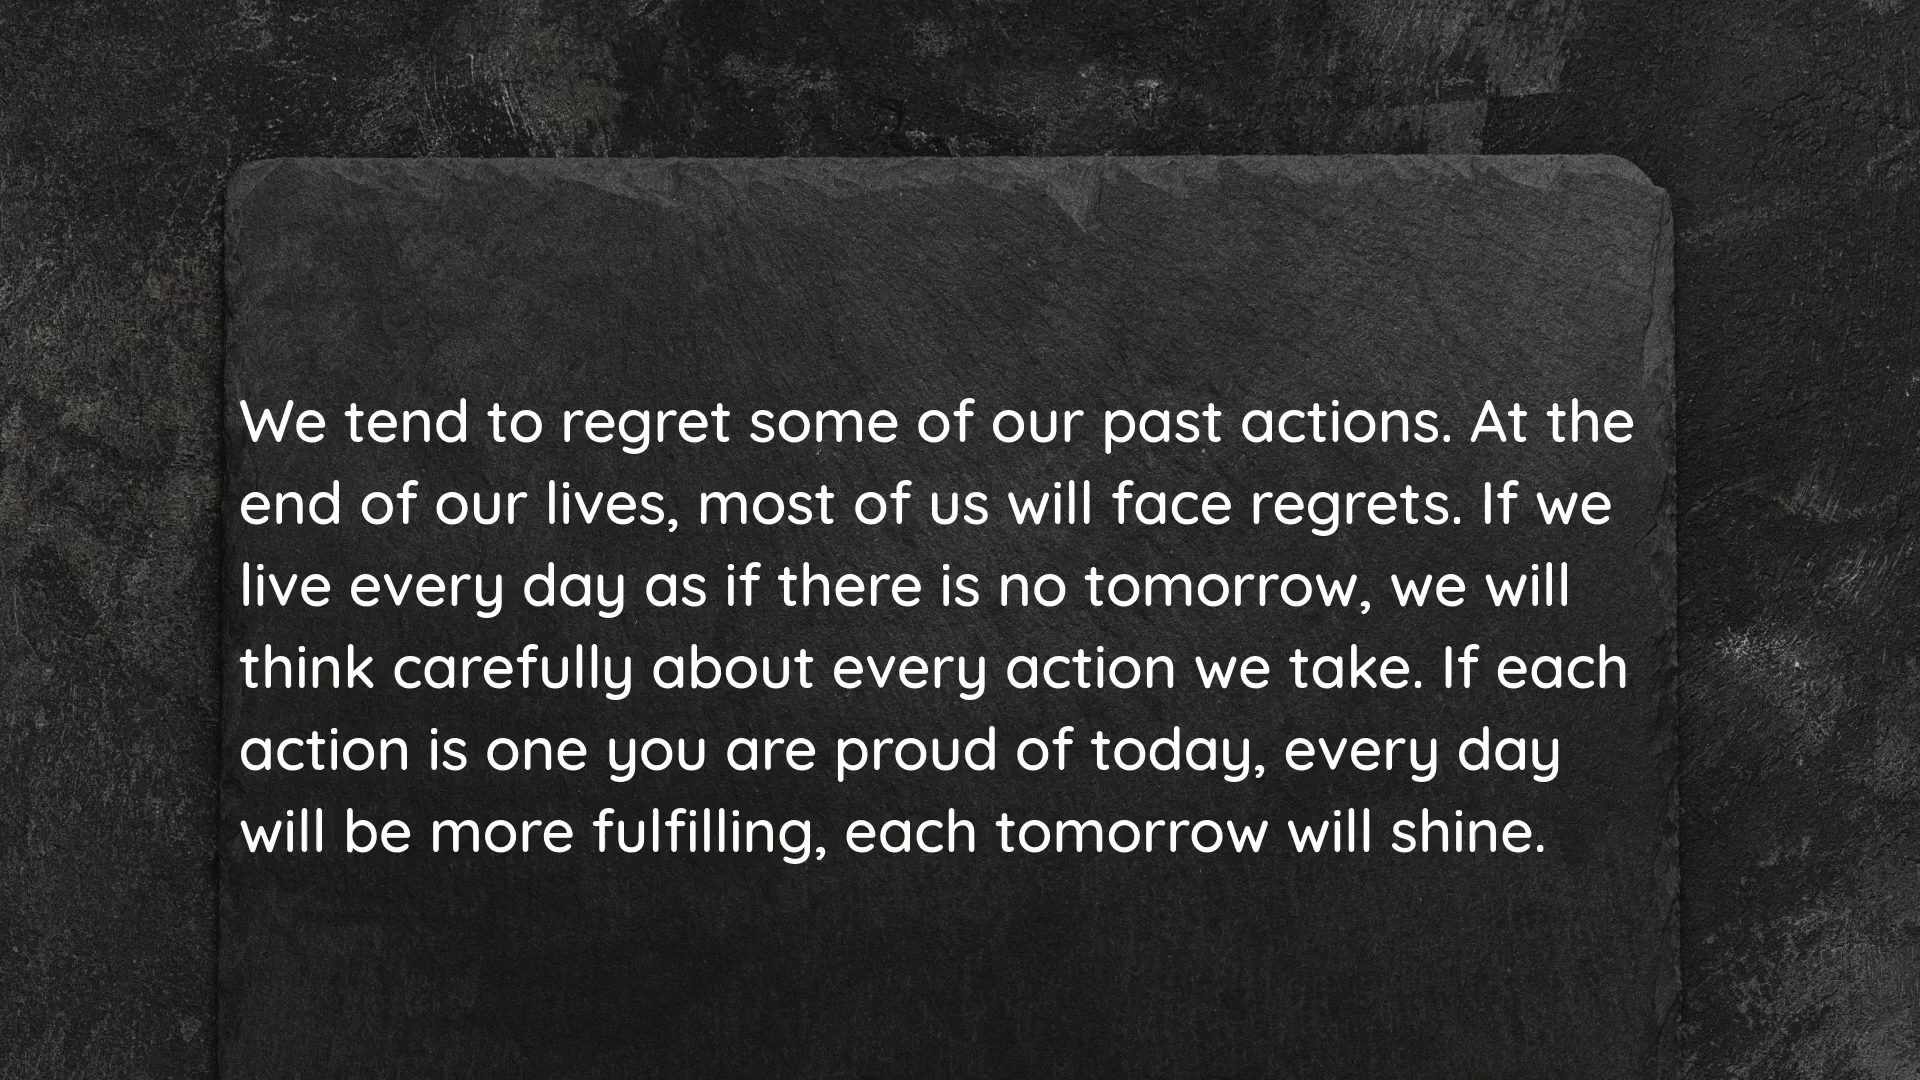 We tend to regret some of our past actions. At the
end of our lives, most of us will face regrets. If we
live every day as if there is no tomorrow, we will
think carefully about every action we take. If each
action is one you are proud of today, every day
will be more fulfilling, each tomorrow will shine.